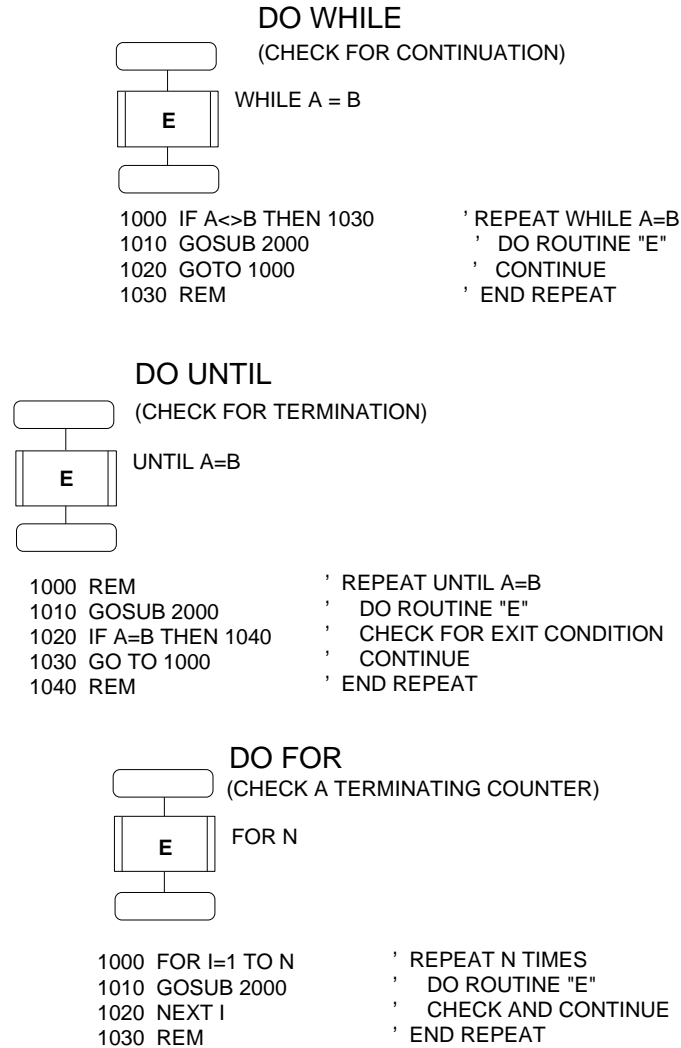 DO WHILE
(CHECK FOR CONTINUATION)
WHILE A = B
E
1000 IF A<>B THEN 1030 ' REPEAT WHILE A=B
1010 GOSUB 2000 ' DO ROUTINE "E"
1020 GOTO 1000 ' CONTINUE
1030 REM ' END REPEAT
DO UNTIL
(CHECK FOR TERMINATION)
UNTIL A=B
E
1000 REM ' REPEAT UNTIL A=B
1010 GOSUB 2000 ' DO ROUTINE "E"
1020 IF A=B THEN 1040 ' CHECK FOR EXIT CONDITION
1030 GO TO 1000 ' CONTINUE
1040 REM ' END REPEAT
DO FOR
(CHECK A TERMINATING COUNTER)
FOR N
E
1000 FOR I=1 TO N ' REPEAT N TIMES
1010 GOSUB 2000 ' DO ROUTINE "E"
1020 NEXT I ' CHECK AND CONTINUE
1030 REM ' END REPEAT